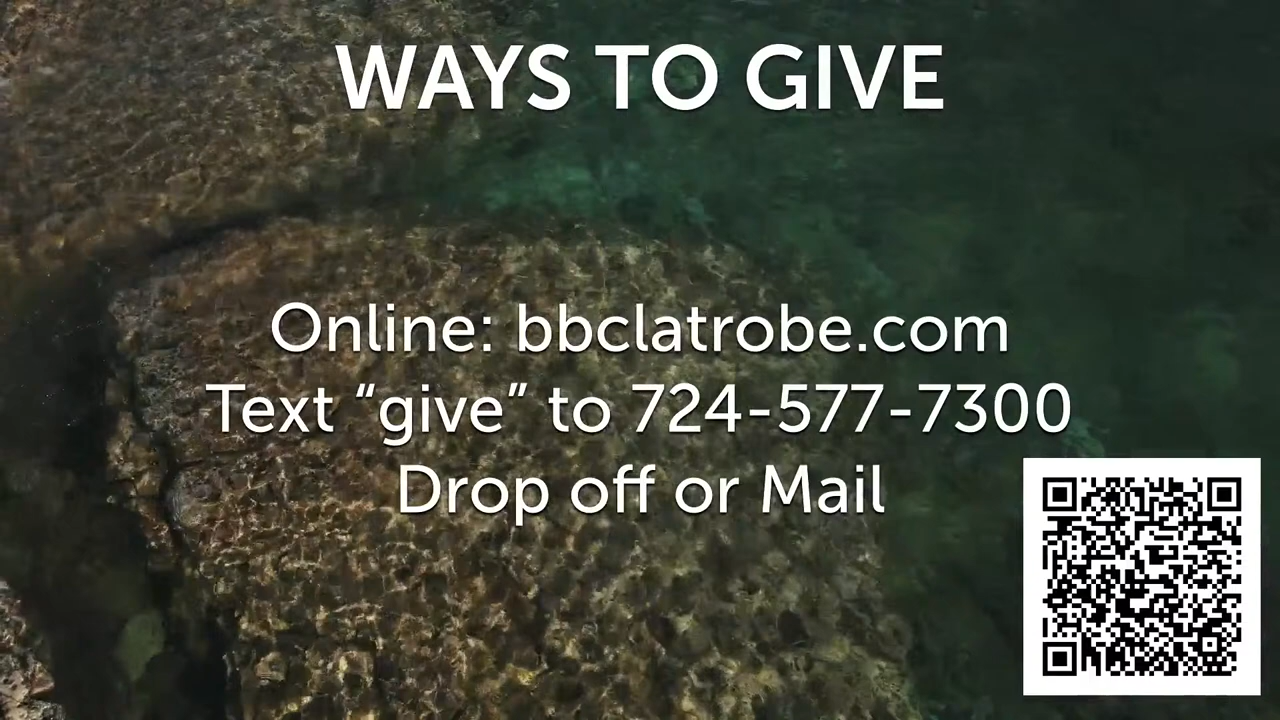 WAYS TO GIVE
Online: bbclatrobe.com
Text “give” to 724-577-7300
Drop off or Mail